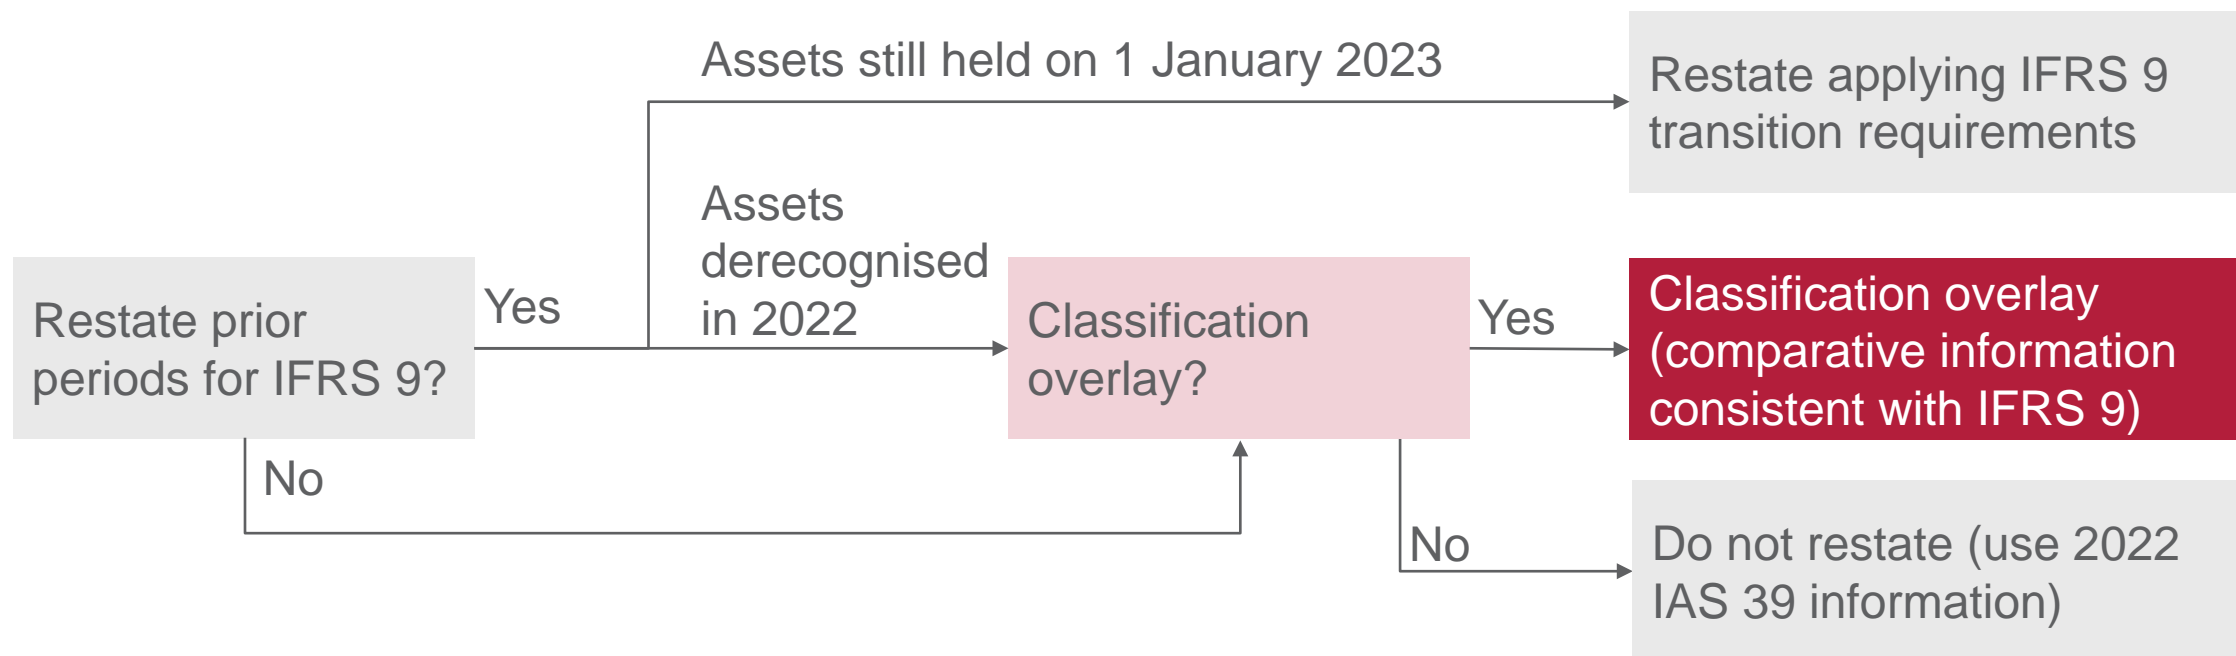 Assets still held on 1 January 2023
Restate applying IFRS 9
transition requirements
Assets
derecognised
in 2022
Restate prior
periods for IFRS 9?
Yes
Classification
overlay?
Yes
Classification overlay
(comparative information
consistent with IFRS 9)
No
No
Do not restate (use 2022
IAS 39 information)